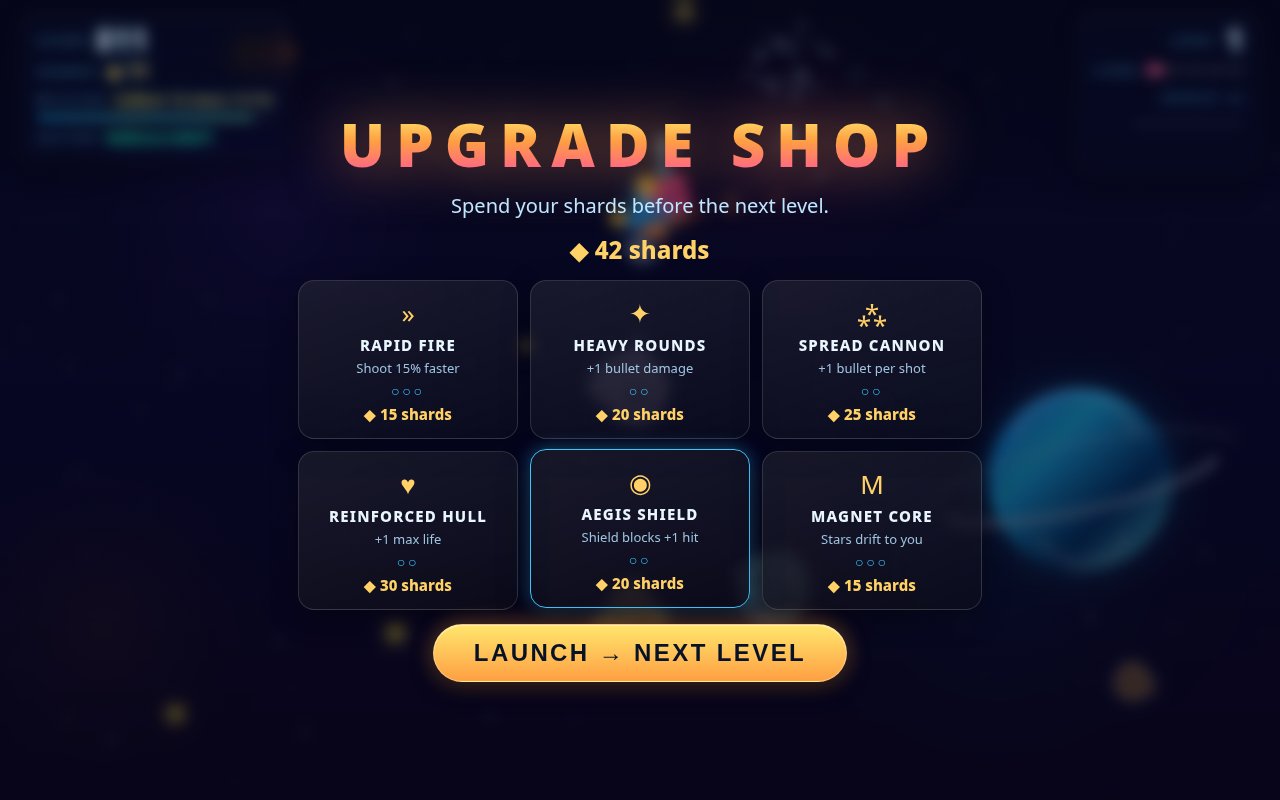 UPGRADE SHOP
Spend your shards before the next level.
◆ 42 shards
»
RAPID FIRE
Shoot 15% faster
○○○
◆ 15 shards
✦
HEAVY ROUNDS
+1 bullet damage
○○
◆ 20 shards
⁂
SPREAD CANNON
+1 bullet per shot
○○
◆ 25 shards
♥
REINFORCED HULL
+1 max life
○○
◆ 30 shards
◉
AEGIS SHIELD
Shield blocks +1 hit
○○
◆ 20 shards
M
MAGNET CORE
Stars drift to you
○○○
◆ 15 shards
LAUNCH → NEXT LEVEL